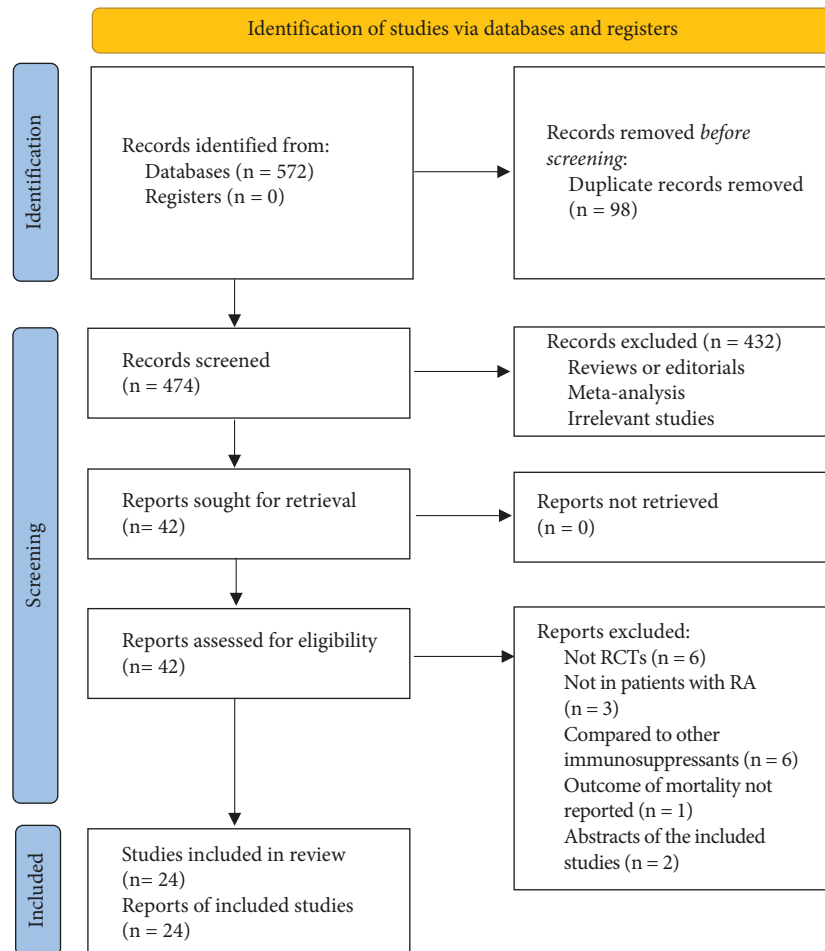 Identification of studies via databases and registers
Identification
Records identified from:
Databases (n = 572)
Registers (n = 0)
Records removed before
screening:
Duplicate records removed
(n = 98)
Screening
Records screened
(n = 474)
Records excluded (n = 432)
Reviews or editorials
Meta-analysis
Irrelevant studies
Reports sought for retrieval
(n= 42)
Reports not retrieved
(n = 0)
Reports assessed for eligibility
(n= 42)
Reports excluded:
Not RCTs (n = 6)
Not in patients with RA
(n = 3)
Compared to other
immunosuppressants (n = 6)
Outcome of mortality not
reported (n = 1)
Abstracts of the included
studies (n = 2)
Included
Studies included in review
(n= 24)
Reports of included studies
(n = 24)